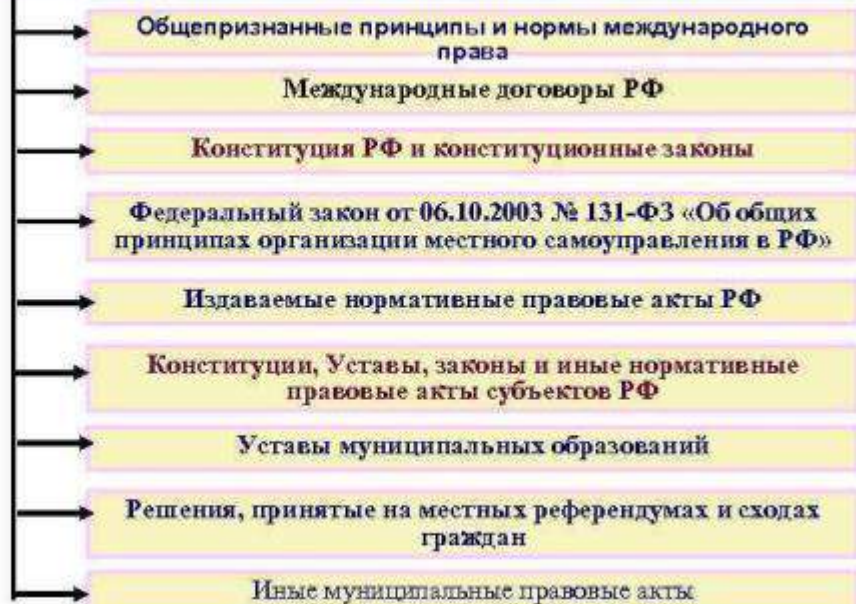 Общепризнанные принципы и нормы международного
права
Международные договоры РФ
Конституция РФ и конституционные законы
Федеральный закон от 06.10.2003 № 131-ФЗ «Об общих
принципах организации местного самоуправления в РФ»
Издаваемые нормативные правовые акты РФ
Конституции, Уставы, законы и иные нормативные
правовые акты субъектов РФ
Уставы муниципальных образований
Решения, принятые на местных референдумах и сходах
граждан
Иные муниципальные правовые акты